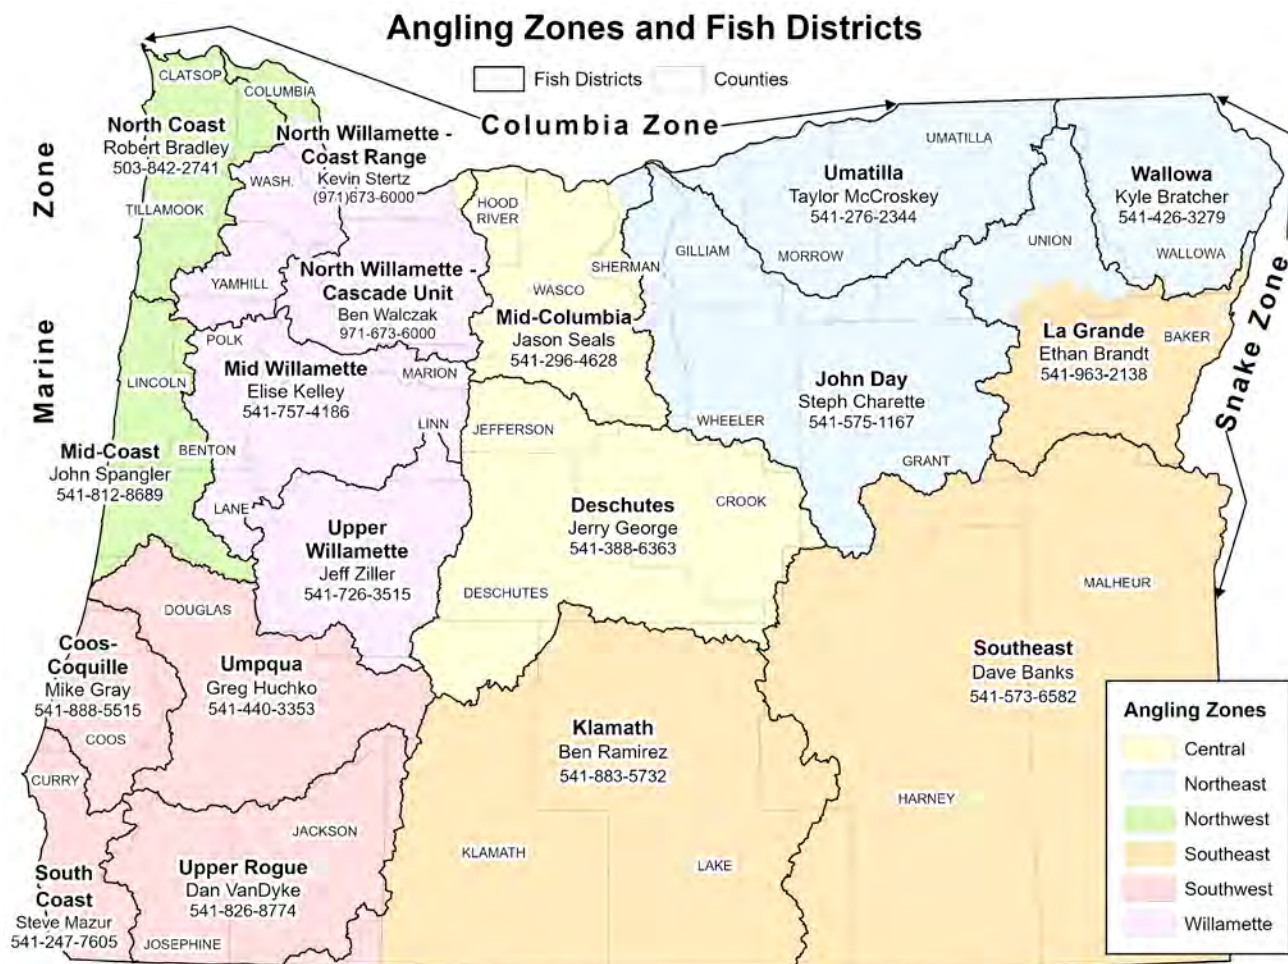 Angling Zones and Fish Districts
Fish Districts
Counties
Columbia Zone
Marine Zone
Snake Zone
CLATSOP
COLUMBIA
North Coast
Robert Bradley
503-842-2741
TILLAMOOK
North Willamette -
Coast Range
Kevin Stertz
(971)673-6000
WASH.
YAMHILL
North Willamette -
Cascade Unit
Ben Walczak
971-673-6000
HOOD
RIVER
WASCO
SHERMAN
Mid-Columbia
Jason Seals
541-296-4628
GILLIAM
MORROW
UMATILLA
Umatilla
Taylor McCroskey
541-276-2344
UNION
Wallowa
Kyle Bratcher
541-426-3279
WALLOWA
La Grande
Ethan Brandt
541-963-2138
BAKER
POLK
Mid Willamette
Elise Kelley
541-757-4186
MARION
LINN
LINCOLN
BENTON
LANE
Mid-Coast
John Spangler
541-812-8689
JEFFERSON
WHEELER
John Day
Steph Charette
541-575-1167
GRANT
Deschutes
Jerry George
541-388-6363
CROOK
DESCHUTES
Upper
Willamette
Jeff Ziller
541-726-3515
DOUGLAS
MALHEUR
Coos-
Coquille
Mike Gray
541-888-5515
COOS
Umpqua
Greg Huchko
541-440-3353
Southeast
Dave Banks
541-573-6582
HARNEY
Klamath
Ben Ramirez
541-883-5732
KLAMATH
LAKE
CURRY
JACKSON
Upper Rogue
Dan VanDyke
541-826-8774
JOSEPHINE
South
Coast
Steve Mazur
541-247-7605
Angling Zones
Central
Northeast
Northwest
Southeast
Southwest
Willamette